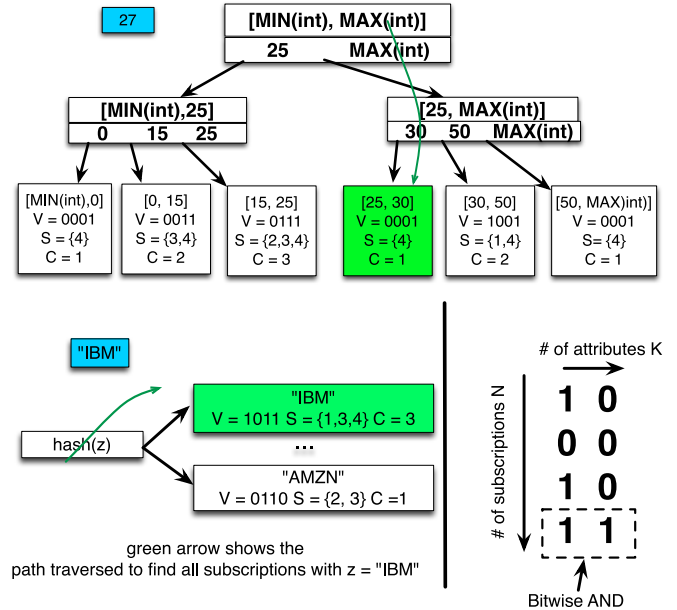 27
[MIN(int), MAX(int)]
25 MAX(int)
[MIN(int),25]
0 15 25
[25, MAX(int)]
30 50 MAX(int)
[MIN(int),0]
V = 0001
S = {4}
C = 1
[0, 15]
V = 0011
S = {3,4}
C = 2
[15, 25]
V = 0111
S = {2,3,4}
C = 3
[25, 30]
V = 0001
S = {4}
C = 1
[30, 50]
V = 1001
S = {1,4}
C = 2
[50, MAX)int)]
V = 0001
S= {4}
C = 1
"IBM"
hash(z)
"IBM"
V = 1011 S = {1,3,4} C = 3
...
"AMZN"
V = 0110 S = {2, 3} C =1
green arrow shows the
path traversed to find all subscriptions with z = "IBM"
# of attributes K
# of subscriptions N
1 0
0 0
1 0
1 1
Bitwise AND